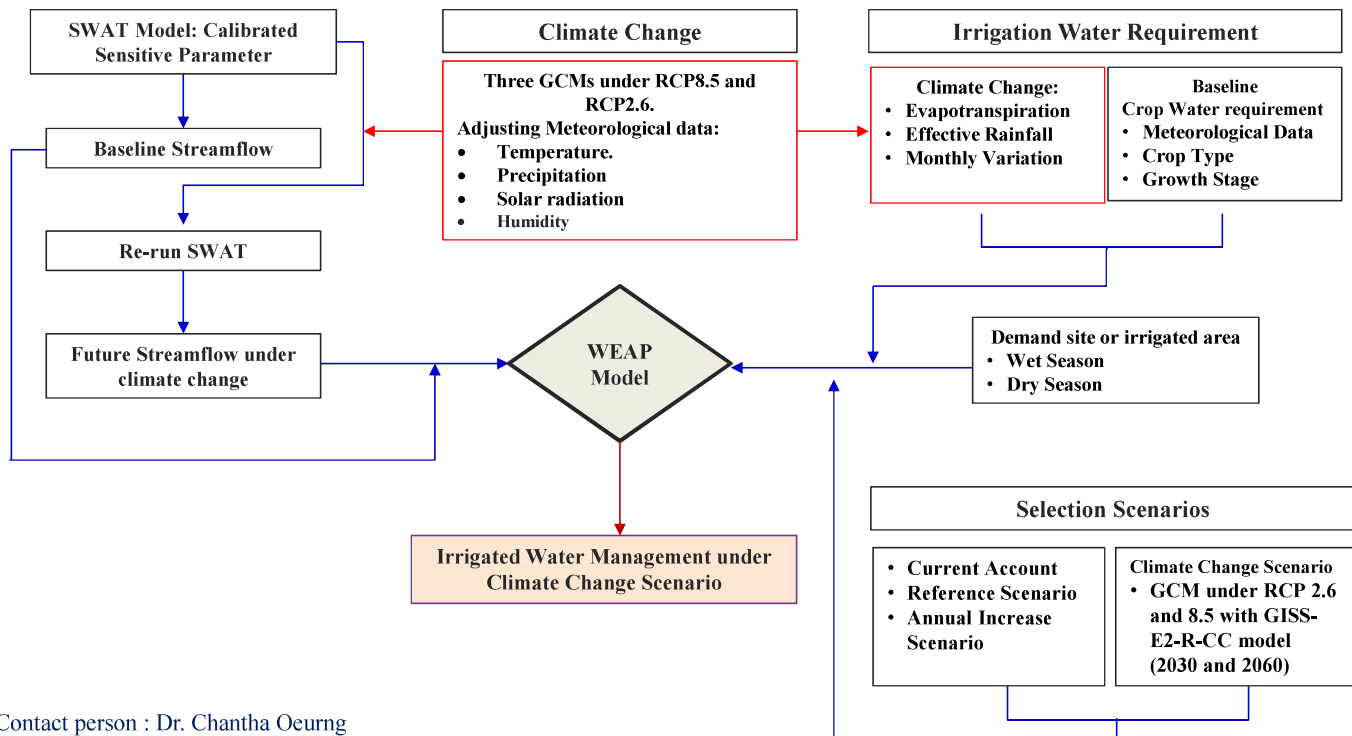 SWAT Model: Calibrated
Sensitive Parameter
Baseline Streamflow
Re-run SWAT
Future Streamflow under
climate change
Climate Change
Three GCMs under RCP8.5 and
RCP2.6.
Adjusting Meteorological data:
• Temperature.
• Precipitation
• Solar radiation
• Humidity
Irrigation Water Requirement
Climate Change:
• Evapotranspiration
• Effective Rainfall
• Monthly Variation
Baseline
Crop Water requirement
• Meteorological Data
• Crop Type
• Growth Stage
WEAP
Model
Demand site or irrigated area
• Wet Season
• Dry Season
Irrigated Water Management under
Climate Change Scenario
Selection Scenarios
• Current Account
• Reference Scenario
• Annual Increase
Scenario
Climate Change Scenario
• GCM under RCP 2.6
and 8.5 with GISS-
E2-R-CC model
(2030 and 2060)
Contact person : Dr. Chantha Oeurng